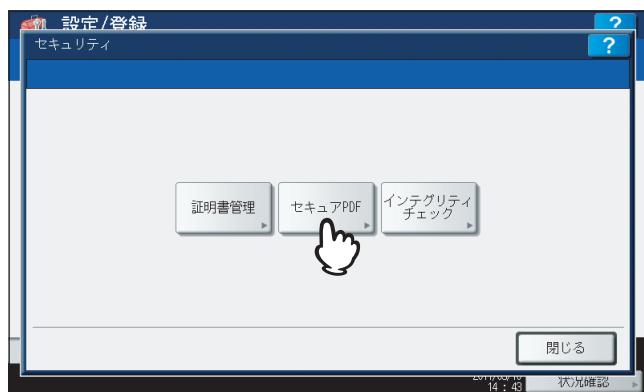 設定/登録
?
セキュリティ
?
証明書管理
セキュアPDF
インテグリティ
チェック
閉じる
14:43
状況確認